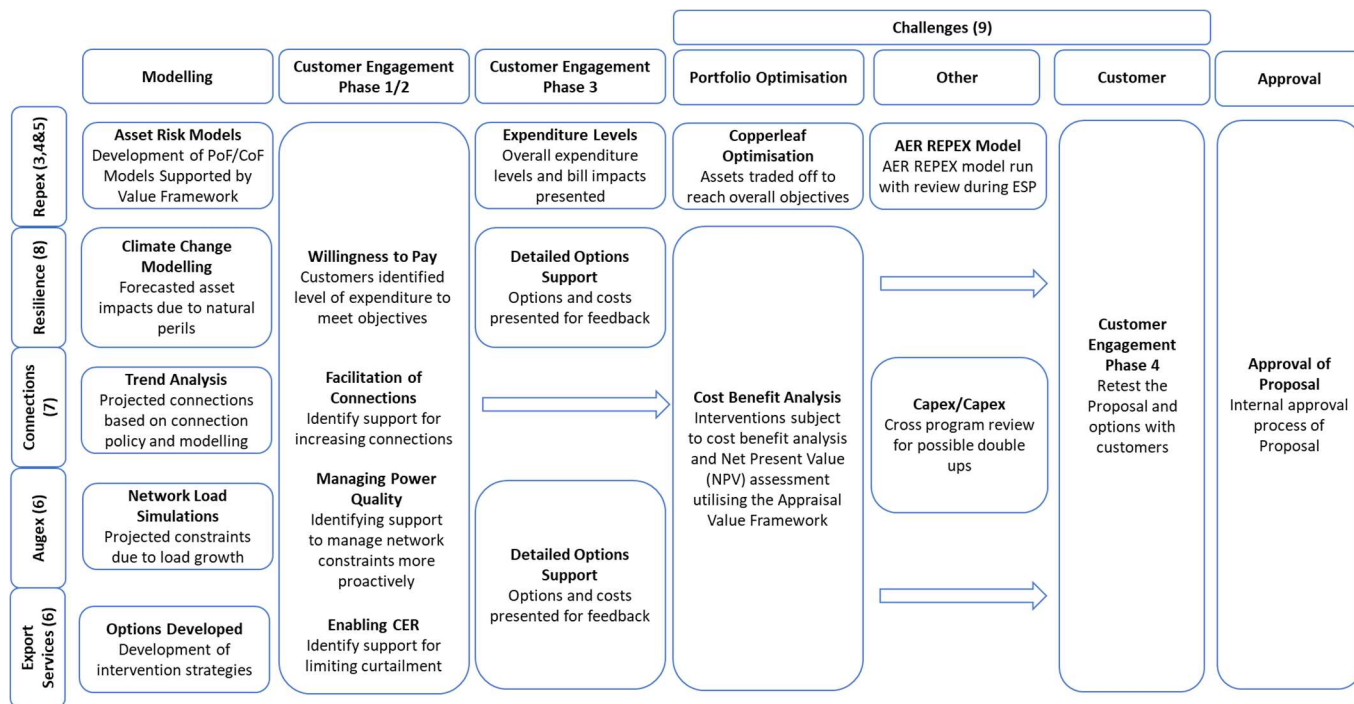 Challenges (9)
Modelling
Customer Engagement
Phase 1/2
Customer Engagement
Phase 3
Portfolio Optimisation
Other
Customer
Approval
Repex (3,4&5)
Asset Risk Models
Development of PoF/CoF
Models Supported by
Value Framework
Expenditure Levels
Overall expenditure
levels and bill impacts
presented
Copperleaf
Optimisation
Assets traded off to
reach overall objectives
AER REPEX Model
AER REPEX model run
with review during ESP
Resilience (8)
Climate Change
Modelling
Forecasted asset
impacts due to natural
perils
Willingness to Pay
Customers identified
level of expenditure to
meet objectives
Detailed Options
Support
Options and costs
presented for feedback
Connections
(7)
Trend Analysis
Projected connections
based on connection
policy and modelling
Facilitation of
Connections
Identify support for
increasing connections
Cost Benefit Analysis
Interventions subject
to cost benefit analysis
and Net Present Value
(NPV) assessment
utilising the Appraisal
Value Framework
Capex/Capex
Cross program review
for possible double
ups
Customer
Engagement
Phase 4
Retest the
Proposal and
options with
customers
Approval of
Proposal
Internal approval
process of
Proposal
Augex (6)
Network Load
Simulations
Projected constraints
due to load growth
Managing Power
Quality
Identifying support
to manage network
constraints more
proactively
Detailed Options
Support
Options and costs
presented for feedback
Export
Services (6)
Options Developed
Development of
intervention strategies
Enabling CER
Identify support for
limiting curtailment